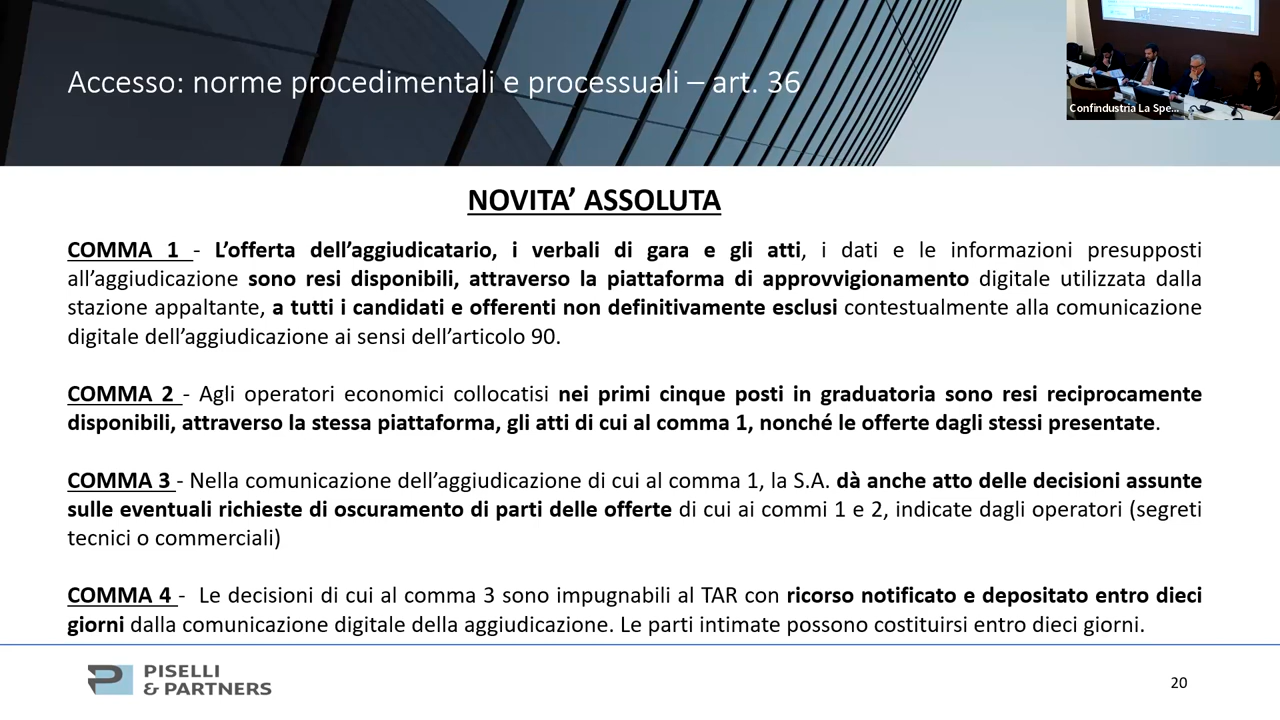 Accesso: norme procedimentali e processuali – art. 36
Confindustria La Spe...
NOVITA’ ASSOLUTA
COMMA 1 - L’offerta dell’aggiudicatario, i verbali di gara e gli atti, i dati e le informazioni presupposti
all’aggiudicazione sono resi disponibili, attraverso la piattaforma di approvvigionamento digitale utilizzata dalla
stazione appaltante, a tutti i candidati e offerenti non definitivamente esclusi contestualmente alla comunicazione
digitale dell’aggiudicazione ai sensi dell’articolo 90.
COMMA 2 - Agli operatori economici collocatisi nei primi cinque posti in graduatoria sono resi reciprocamente
disponibili, attraverso la stessa piattaforma, gli atti di cui al comma 1, nonché le offerte dagli stessi presentate.
COMMA 3 - Nella comunicazione dell’aggiudicazione di cui al comma 1, la S.A. dà anche atto delle decisioni assunte
sulle eventuali richieste di oscuramento di parti delle offerte di cui ai commi 1 e 2, indicate dagli operatori (segreti
tecnici o commerciali)
COMMA 4 - Le decisioni di cui al comma 3 sono impugnabili al TAR con ricorso notificato e depositato entro dieci
giorni dalla comunicazione digitale della aggiudicazione. Le parti intimate possono costituirsi entro dieci giorni.
PISELLI
& PARTNERS
20